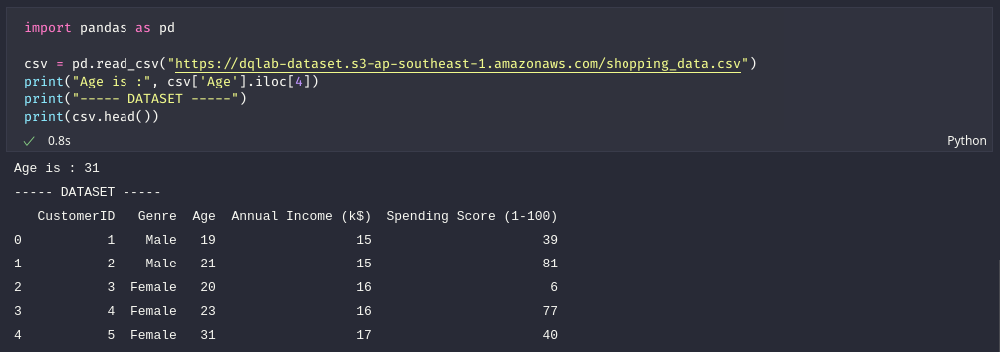 import pandas as pd
csv = pd.read_csv("https://dqlab-dataset.s3-ap-southeast-1.amazonaws.com/shopping_data.csv")
print("Age is :", csv['Age'].iloc[4])
print("----- DATASET -----")
print(csv.head())
0.8s Python
Age is : 31
----- DATASET -----
   CustomerID   Genre  Age  Annual Income (k$)  Spending Score (1-100)
0           1    Male   19                  15                      39
1           2    Male   21                  15                      81
2           3  Female   20                  16                       6
3           4  Female   23                  16                      77
4           5  Female   31                  17                      40